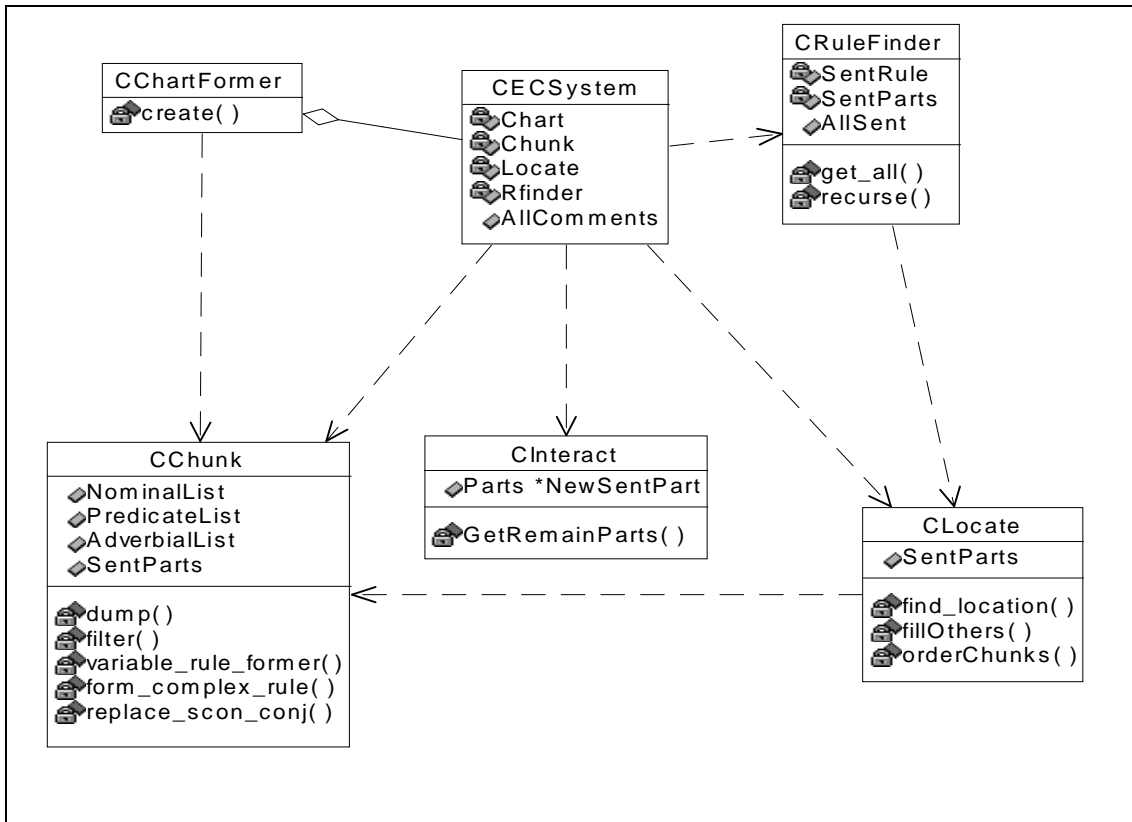 CChartFormer
create( )
CECSystem
Chart
Chunk
Locate
Rfinder
AllComments
CRuleFinder
SentRule
SentParts
AllSent
get_all( )
recurse( )
CChunk
NominalList
PredicateList
AdverbialList
SentParts
dump( )
filter( )
variable_rule_former( )
form_complex_rule( )
replace_scon_conj( )
CInteract
Parts *NewSentPart
GetRemainParts( )
CLocate
SentParts
find_location( )
fillOthers( )
orderChunks( )